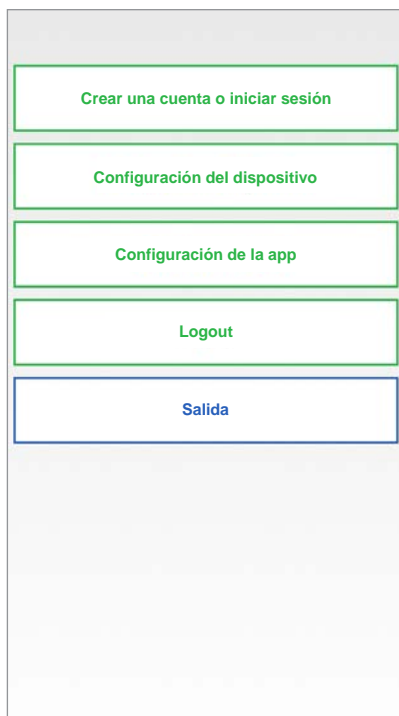 Crear una cuenta o iniciar sesión
Configuración del dispositivo
Configuración de la app
Logout
Salida